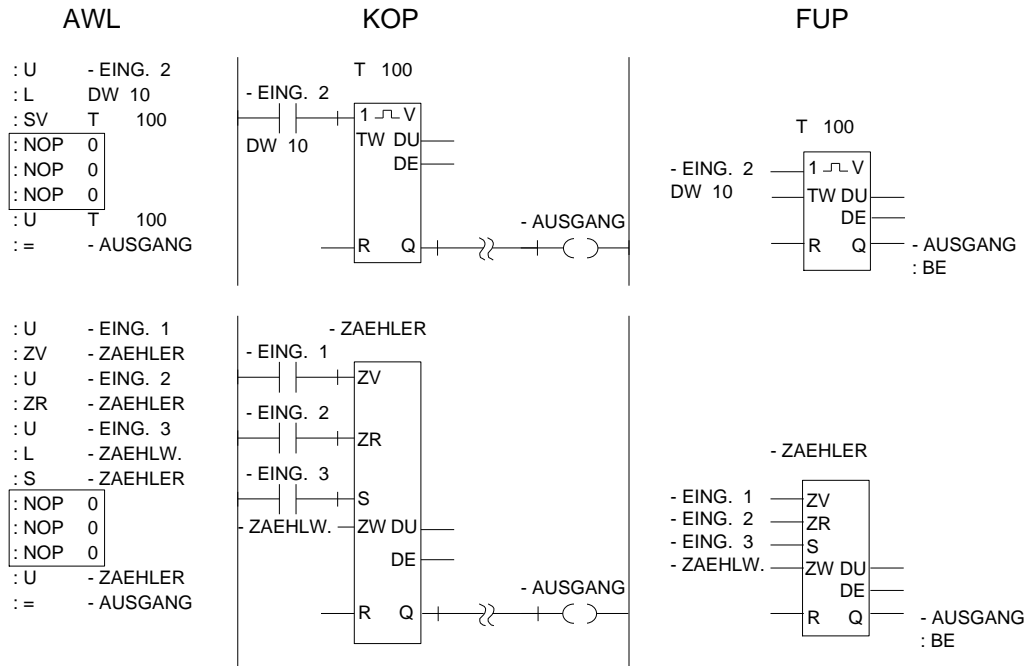 AWL KOP FUP
: U - EING. 2
: L DW 10
: SV T 100
: NOP 0
: NOP 0
: NOP 0
: U T 100
: = - AUSGANG
T 100
- EING. 2
1 V
DW 10 TW DU
DE
- AUSGANG
R Q
T 100
- EING. 2 1 V
DW 10 TW DU
DE
R Q - AUSGANG
: BE
: U - EING. 1
: ZV - ZAEHLER
: U - EING. 2
: ZR - ZAEHLER
: U - EING. 3
: L - ZAEHLW.
: S - ZAEHLER
: NOP 0
: NOP 0
: NOP 0
: U - ZAEHLER
: = - AUSGANG
- ZAEHLER
- EING. 1
ZV
- EING. 2
ZR
- EING. 3
S
- ZAEHLW. ZW DU
DE
- AUSGANG
R Q
- ZAEHLER
- EING. 1 ZV
- EING. 2 ZR
- EING. 3 S
- ZAEHLW. ZW DU
DE
R Q - AUSGANG
: BE